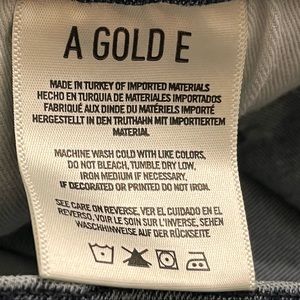 A GOLD E
MADE IN TURKEY OF IMPORTED MATERIALS
HECHO EN TURQUIA DE MATERIALES IMPORTADOS
FABRIQUÉ AUX DINDE DU MATÉRIELS IMPORTÉS
HERGESTELLT IN DEN TRUTHAHN MIT IMPORTIERTEM
MATERIAL
MACHINE WASH COLD WITH LIKE COLORS,
DO NOT BLEACH, TUMBLE DRY LOW,
IRON MEDIUM IF NECESSARY.
IF DECORATED OR PRINTED DO NOT IRON.
SEE CARE ON REVERSE, VER EL CUIDADO EN EL
REVERSO, VOIR LE SOIN SUR L'INVERSE, SEHEN
WASCHHINWEISE AUF DER RÜCKSEITE